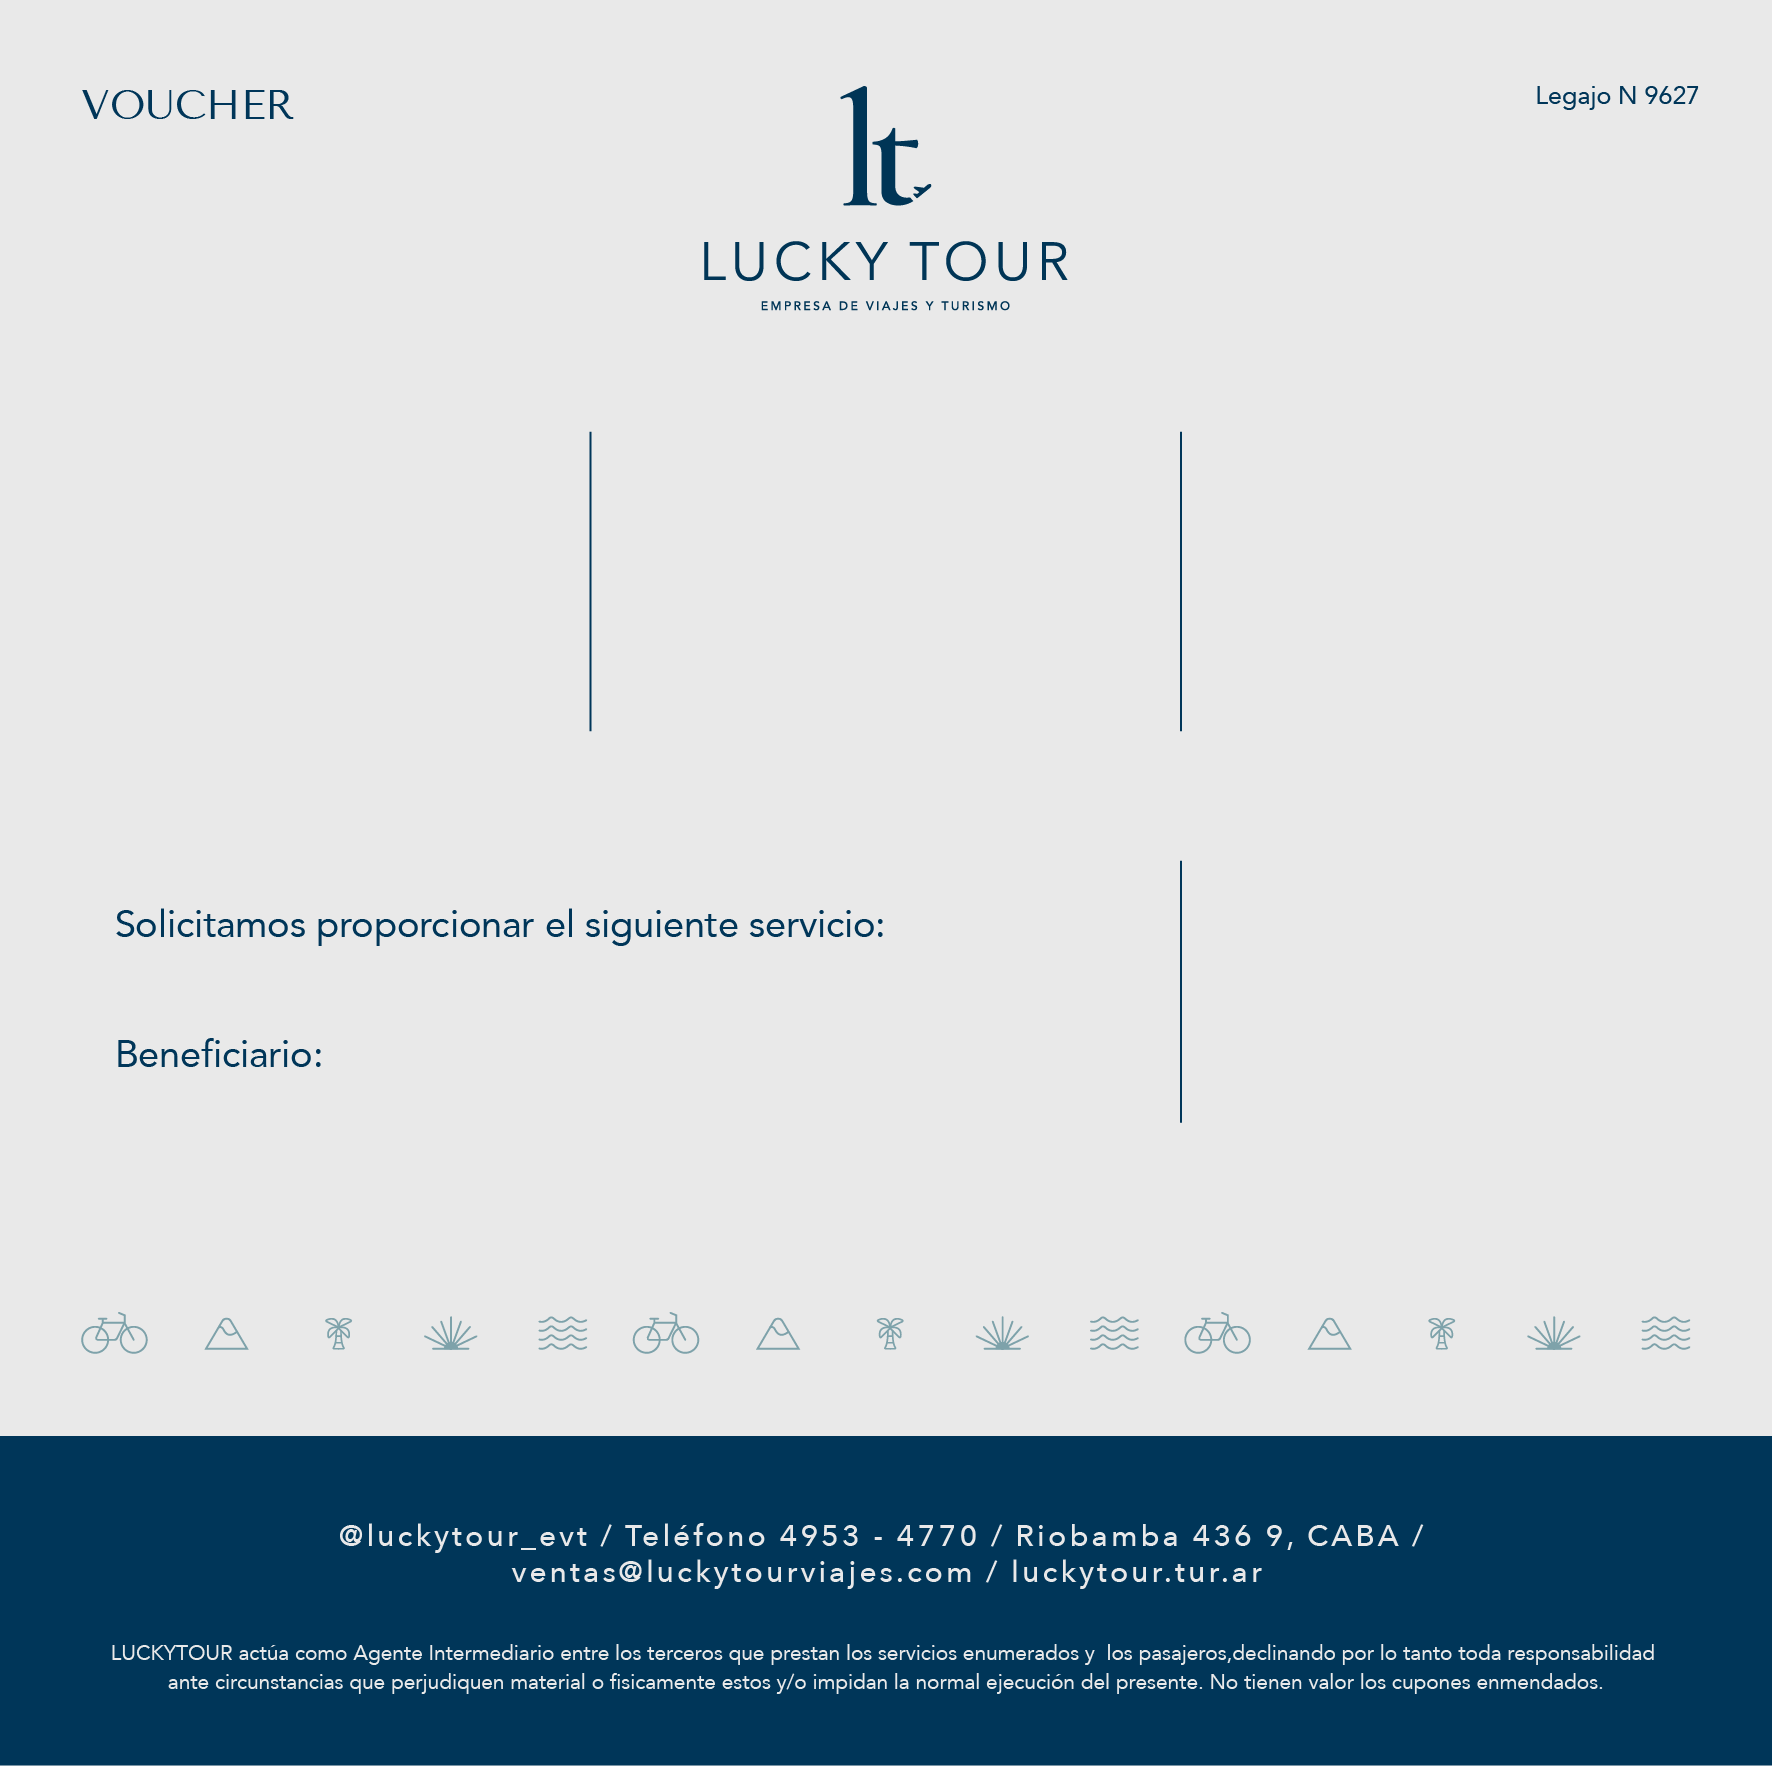 VOUCHER
Legajo N 9627
lt
LUCKY TOUR
EMPRESA DE VIAJES Y TURISMO
Solicitamos proporcionar el siguiente servicio:
Beneficiario:
@luckytour_evt / Teléfono 4953 - 4770 / Riobamba 436 9, CABA /
ventas@luckytourviajes.com / luckytour.tur.ar
LUCKYTOUR actúa como Agente Intermediario entre los terceros que prestan los servicios enumerados y  los pasajeros,declinando por lo tanto toda responsabilidad
ante circunstancias que perjudiquen material o fisicamente estos y/o impidan la normal ejecución del presente. No tienen valor los cupones enmendados.